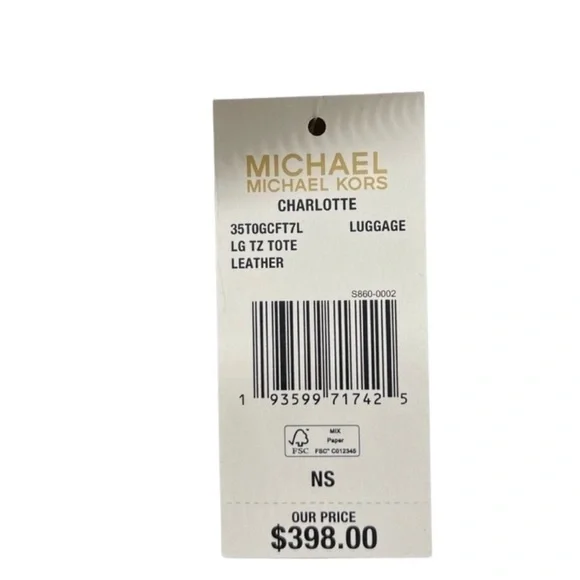 MICHAEL
MICHAEL KORS
CHARLOTTE
35T0GCFT7L LUGGAGE
LG TZ TOTE
LEATHER
S860-0002
1 93599 71742 5
MIX
Paper
FSC FSC® C012345
NS
OUR PRICE
$398.00